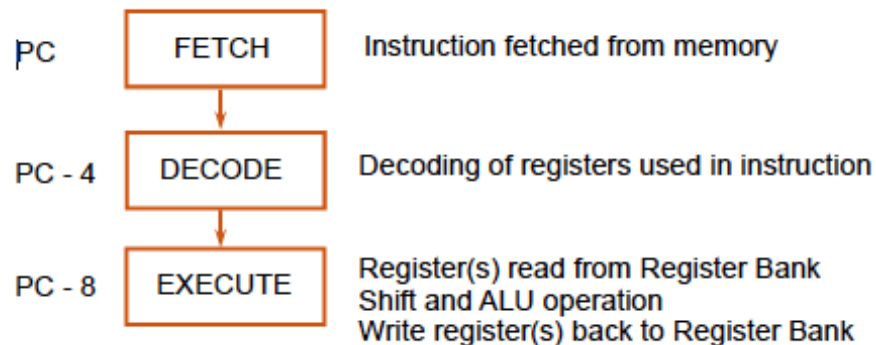 PC
FETCH
Instruction fetched from memory
PC - 4
DECODE
Decoding of registers used in instruction
PC - 8
EXECUTE
Register(s) read from Register Bank
Shift and ALU operation
Write register(s) back to Register Bank